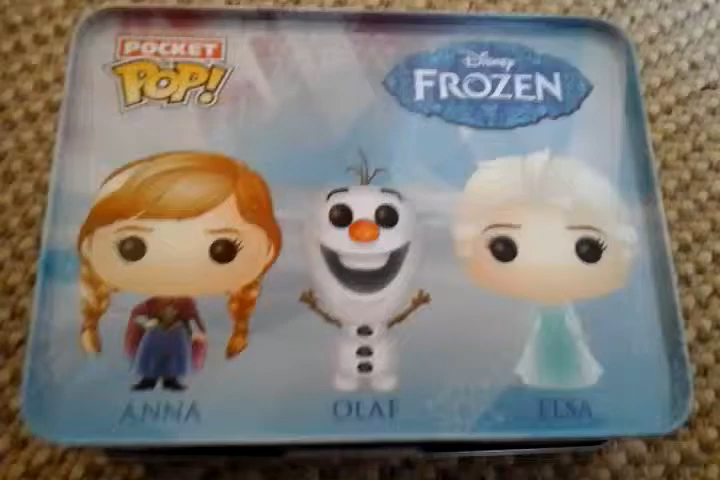 POCKET
POP!
Disney
FROZEN
ANNA
OLAF
ELSA